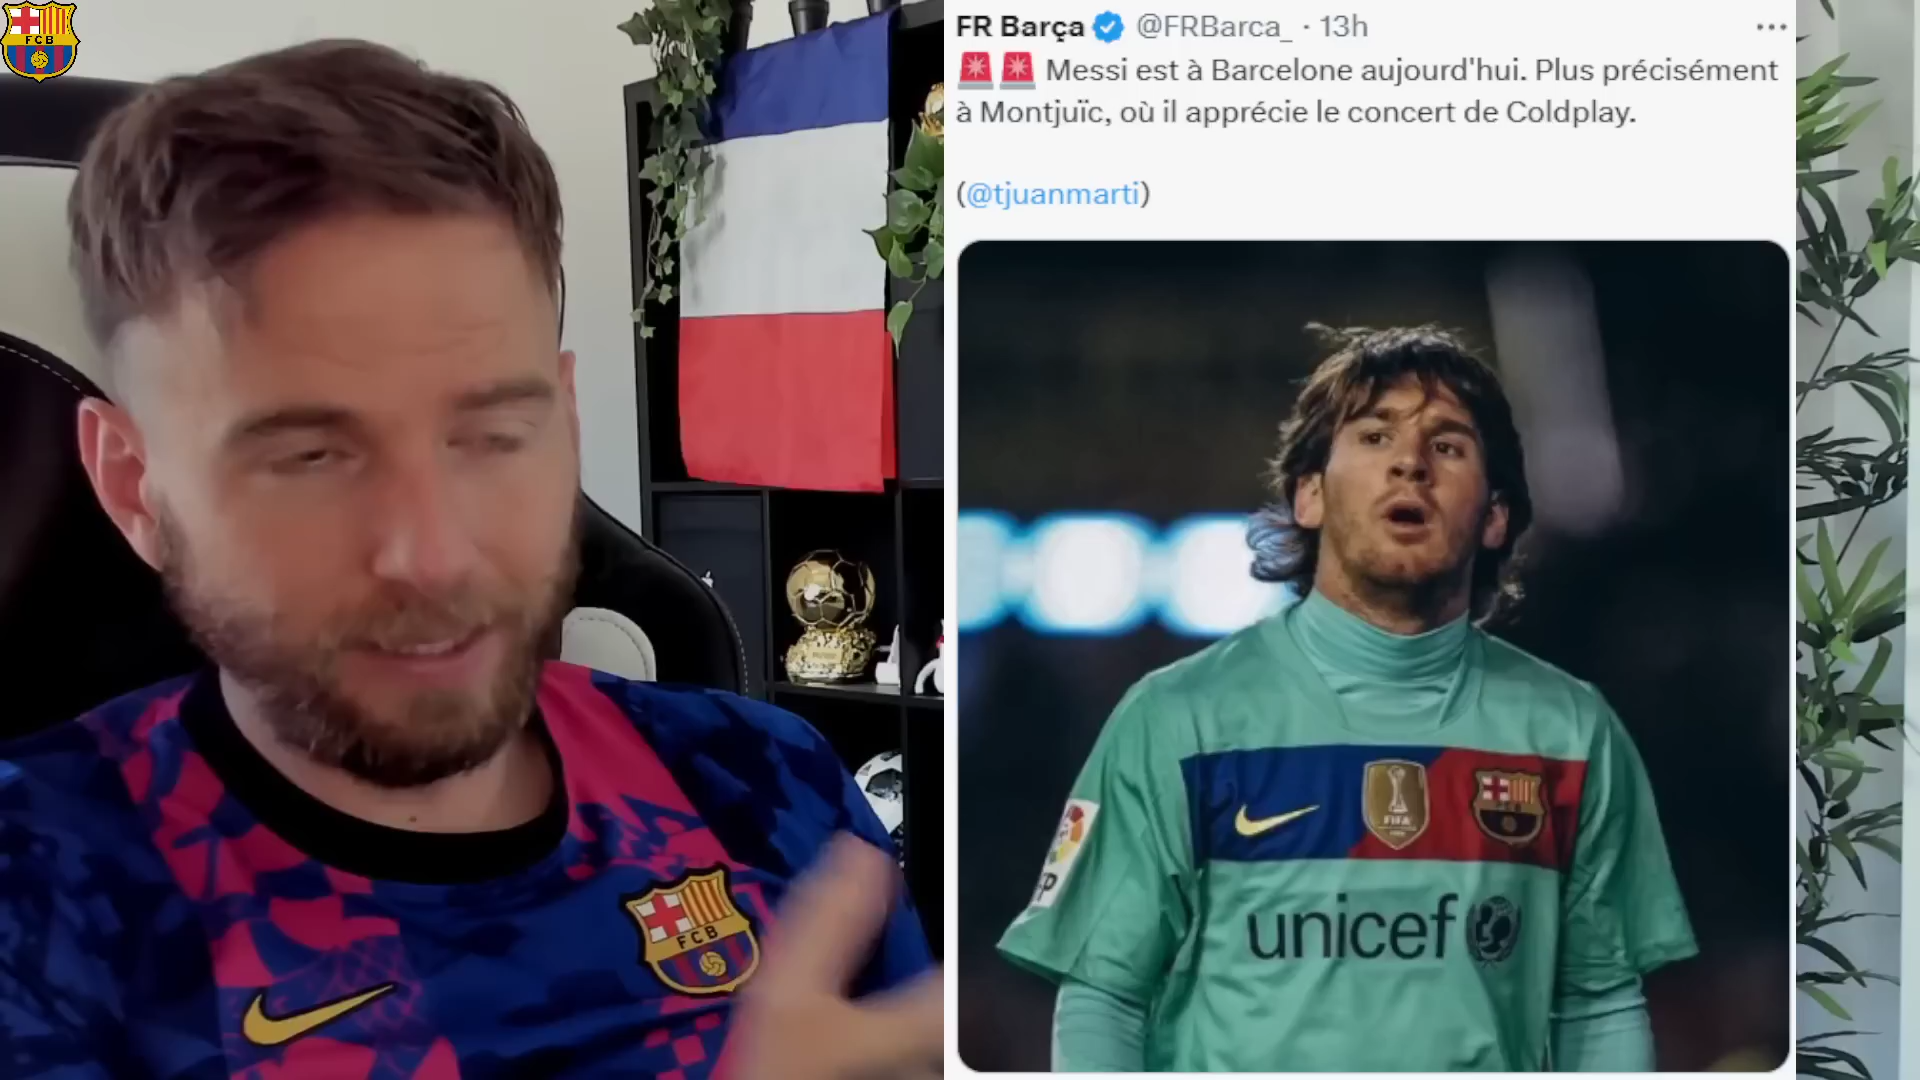 FCB
FR Barça @FRBarca_ · 13h
🚨🚨 Messi est à Barcelone aujourd'hui. Plus précisément
à Montjuïc, où il apprécie le concert de Coldplay.
(@tjuanmarti)
FIFA
FCB
unicef